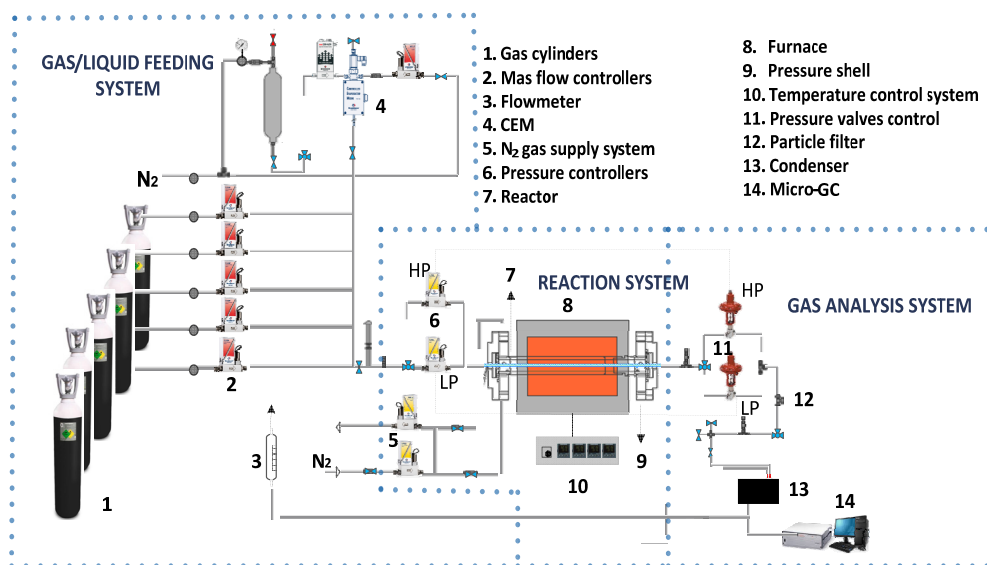 GAS/LIQUID FEEDING
SYSTEM
4
N2
1. Gas cylinders
2. Mas flow controllers
3. Flowmeter
4. CEM
5. N2 gas supply system
6. Pressure controllers
7. Reactor
8. Furnace
9. Pressure shell
10. Temperature control system
11. Pressure valves control
12. Particle filter
13. Condenser
14. Micro-GC
HP
7
REACTION SYSTEM
8
HP
GAS ANALYSIS SYSTEM
6
11
2
LP
LP
12
5
3
N2
9
10
13
14
1